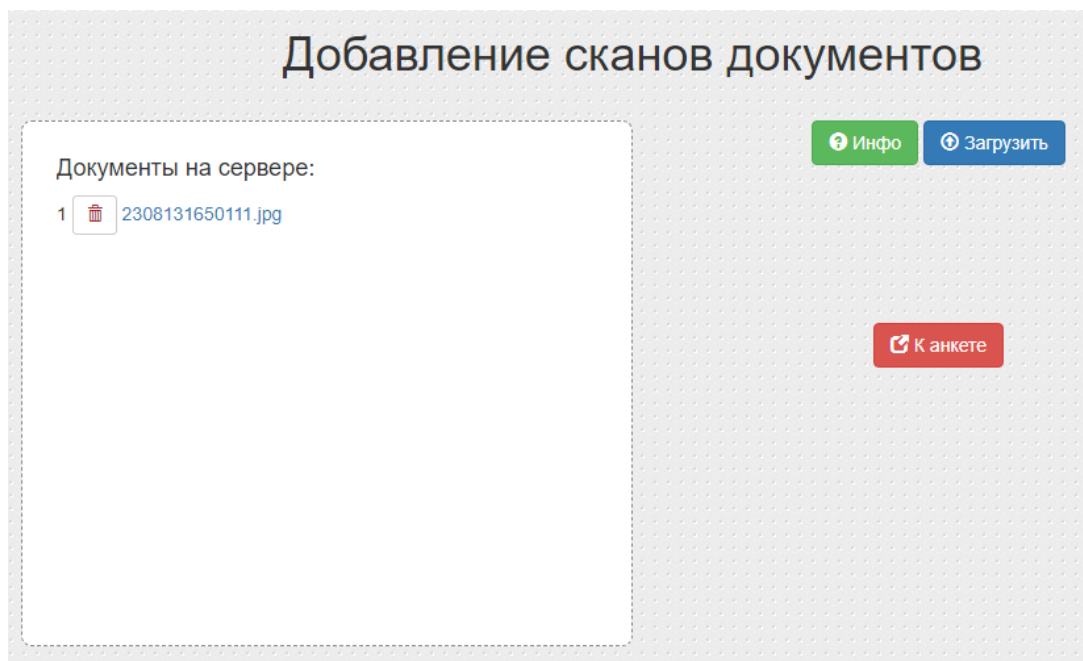 Добавление сканов документов
Инфо
Загрузить
Документы на сервере:
1 2308131650111.jpg
К анкете